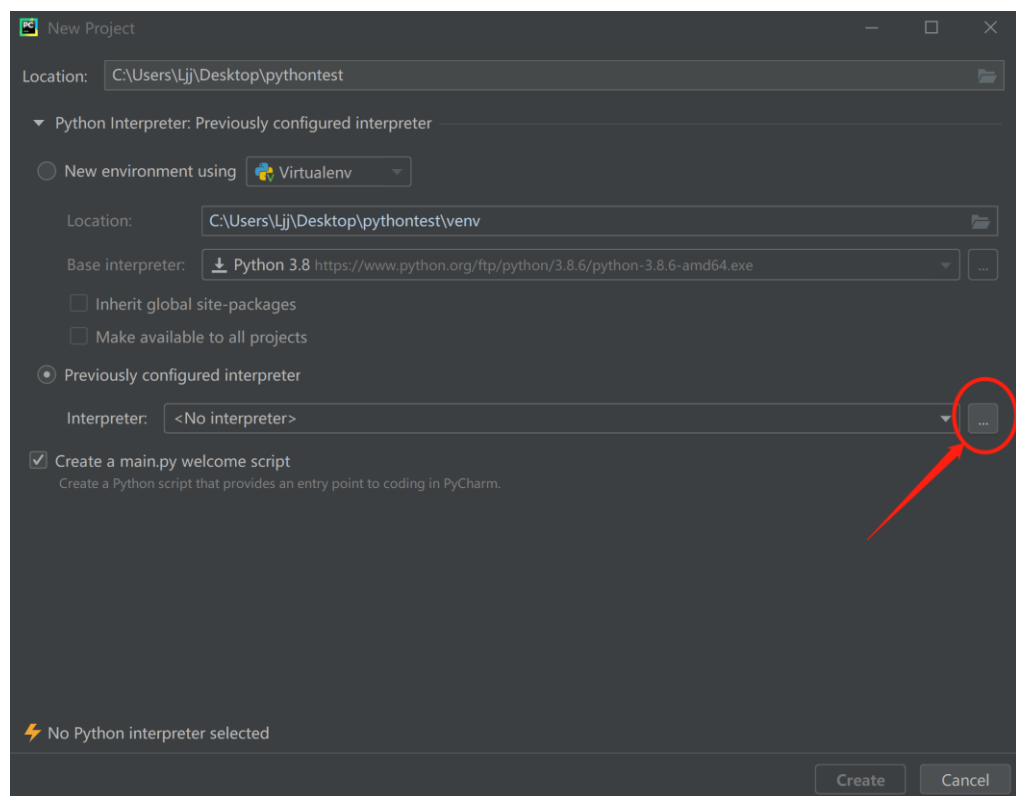 New Project
Location: C:\Users\Ljj\Desktop\pythontest
Python Interpreter: Previously configured interpreter
New environment using Virtualenv
Location: C:\Users\Ljj\Desktop\pythontest\venv
Base interpreter: Python 3.8 https://www.python.org/ftp/python/3.8.6/python-3.8.6-amd64.exe ...
Inherit global site-packages
Make available to all projects
Previously configured interpreter
Interpreter: <No interpreter> ...
Create a main.py welcome script
Create a Python script that provides an entry point to coding in PyCharm.
No Python interpreter selected
Create Cancel